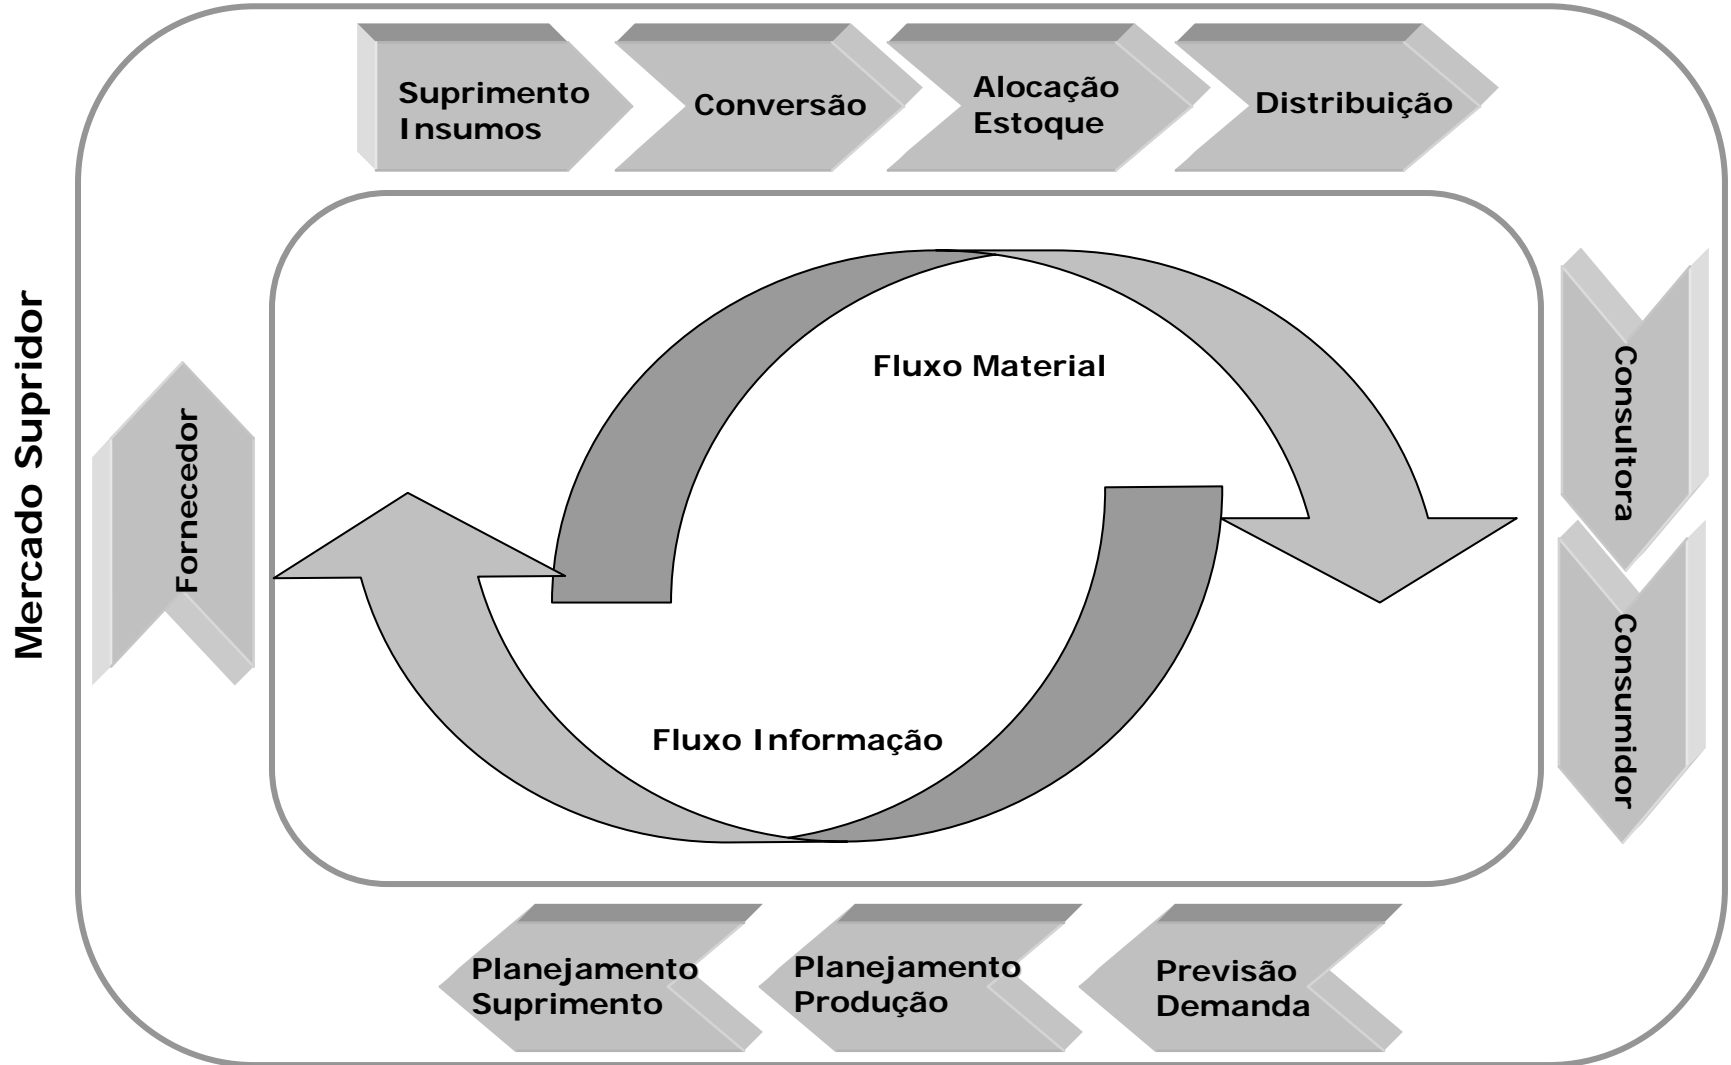 Suprimento
Insumos
Conversão
Alocação
Estoque
Distribuição
Mercado Supridor
Fornecedor
Fluxo Material
Consultora
Consumidor
Fluxo Informação
Planejamento
Suprimento
Planejamento
Produção
Previsão
Demanda